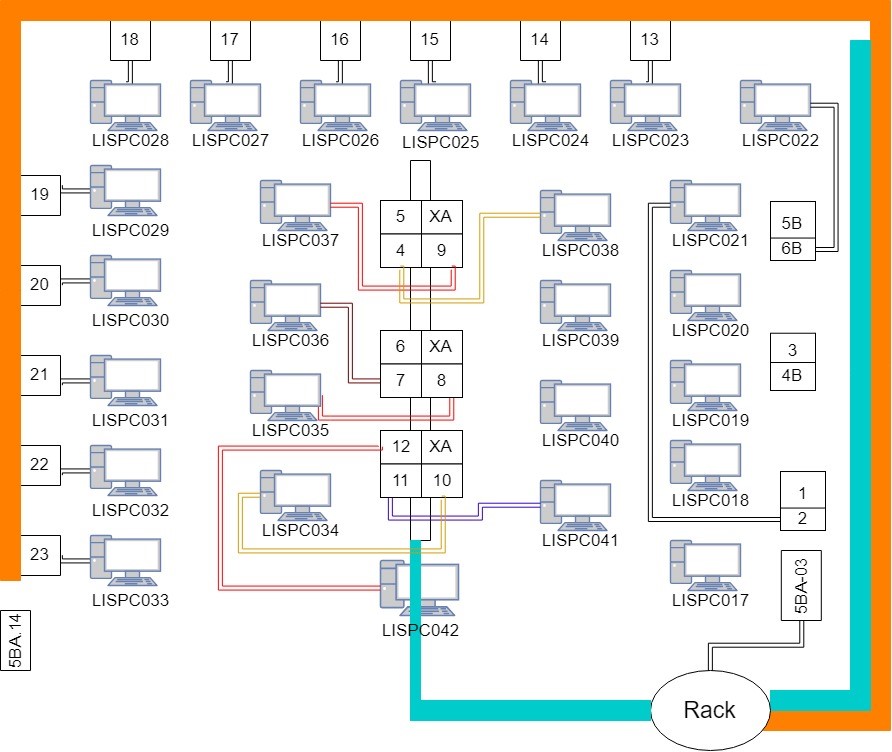 18
17
16
15
14
13
LISPC028
LISPC027
LISPC026
LISPC025
LISPC024
LISPC023
LISPC022
19
LISPC029
LISPC037
5 XA
4 9
LISPC038
LISPC021
5B
6B
20
LISPC030
LISPC036
6 XA
7 8
LISPC039
LISPC020
3
4B
21
LISPC031
LISPC035
12 XA
11 10
LISPC040
LISPC019
22
LISPC032
LISPC034
LISPC041
LISPC018
1
2
23
LISPC033
LISPC042
LISPC017
5BA-03
5BA.14
Rack